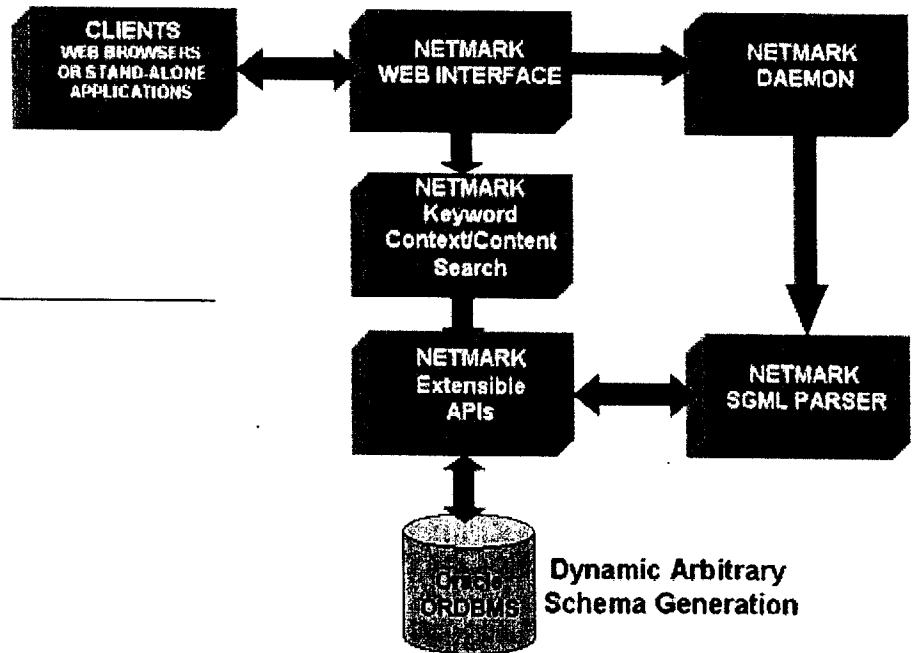 CLIENTS
WEB BROWSERS
OR STAND-ALONE
APPLICATIONS
NETMARK
WEB INTERFACE
NETMARK
DAEMON
NETMARK
Keyword
Context/Content
Search
NETMARK
Extensible
APIs
NETMARK
SGML PARSER
Oracle
ORDBMS
Dynamic Arbitrary
Schema Generation